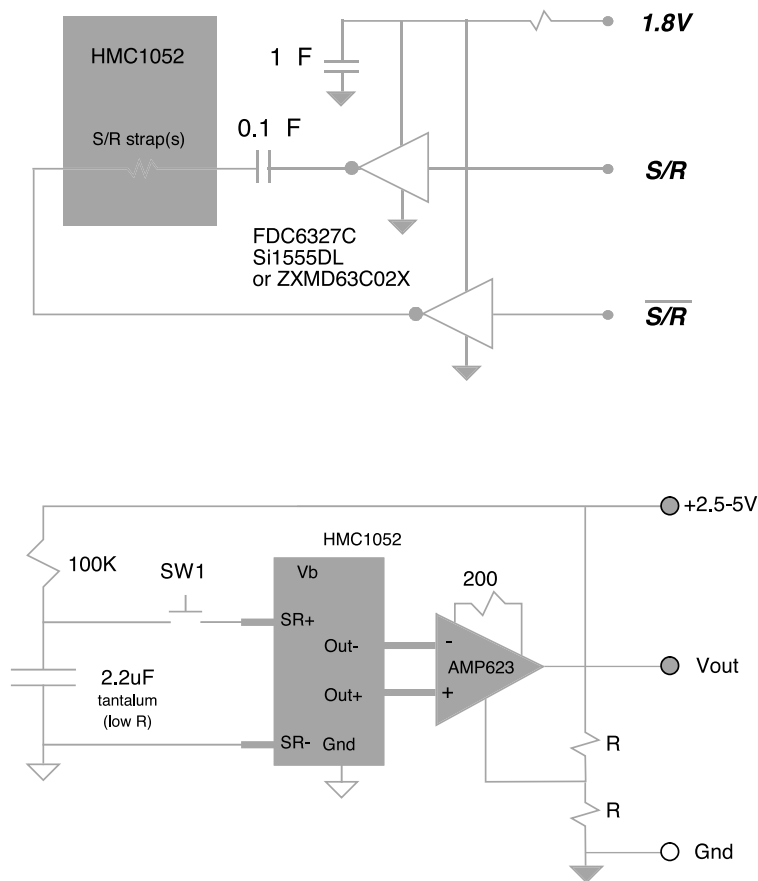 1.8V
HMC1052
1 F
0.1 F
S/R strap(s)
S/R
FDC6327C
Si1555DL
or ZXMD63C02X
S/R
+2.5-5V
HMC1052
100K
SW1
Vb
200
SR+
Out-
-
AMP623
Vout
2.2uF
tantalum
(low R)
Out+
+
SR-
Gnd
R
R
Gnd